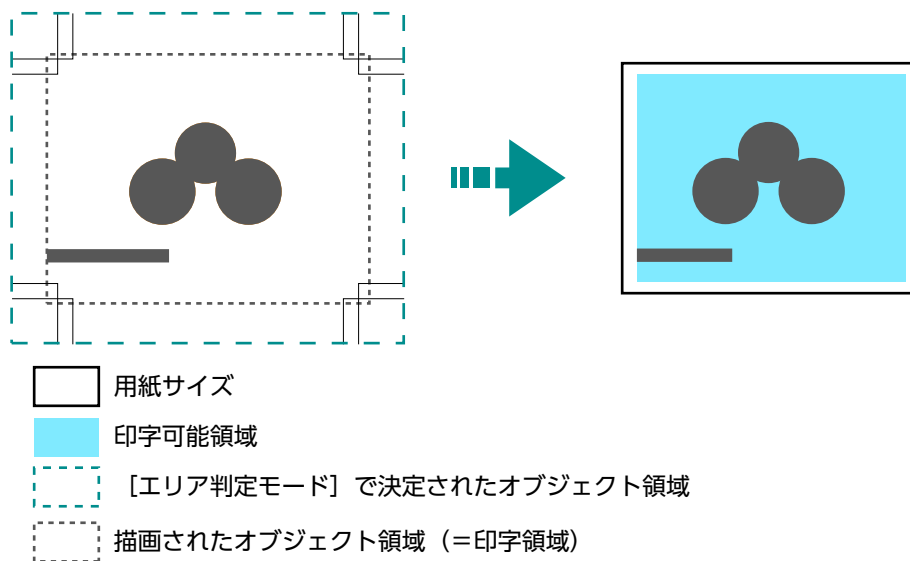 用紙サイズ
印字可能領域
［エリア判定モード］で決定されたオブジェクト領域
描画されたオブジェクト領域（＝印字領域）